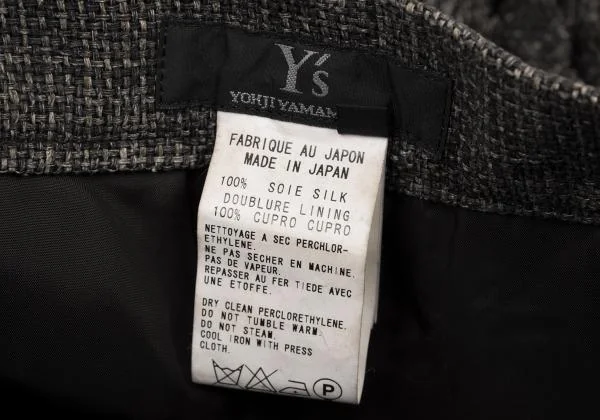 Y's
YOHJI YAMAM
FABRIQUE AU JAPON
MADE IN JAPAN
100% SOIE SILK
DOUBLURE LINING
100% CUPRO CUPRO
NETTOYAGE A SEC PERCHLOR-
ETHYLENE.
NE PAS SECHER EN MACHINE.
PAS DE VAPEUR.
REPASSER AU FER TIEDE AVEC
UNE ETOFFE.
DRY CLEAN PERCLORETHYLENE.
DO NOT TUMBLE WARM.
DO NOT STEAM.
COOL IRON WITH PRESS
CLOTH.
P